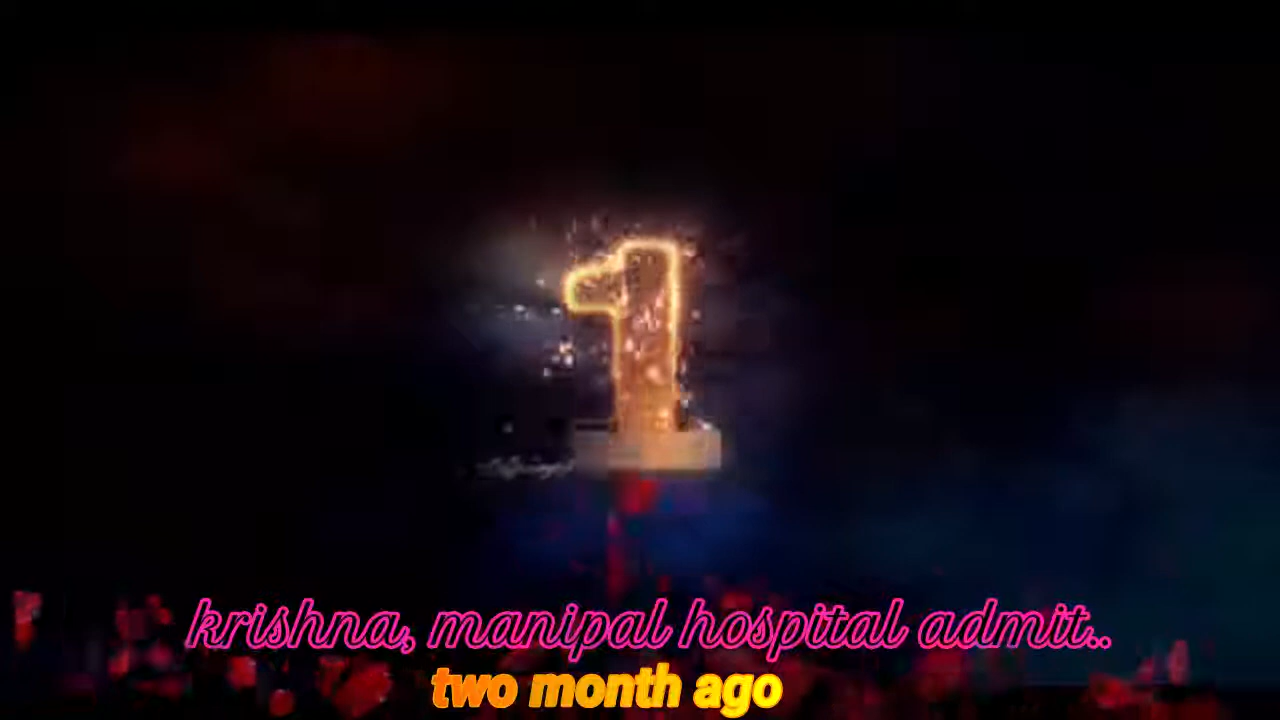 1
krishna, manipal hospital admit..
two month ago